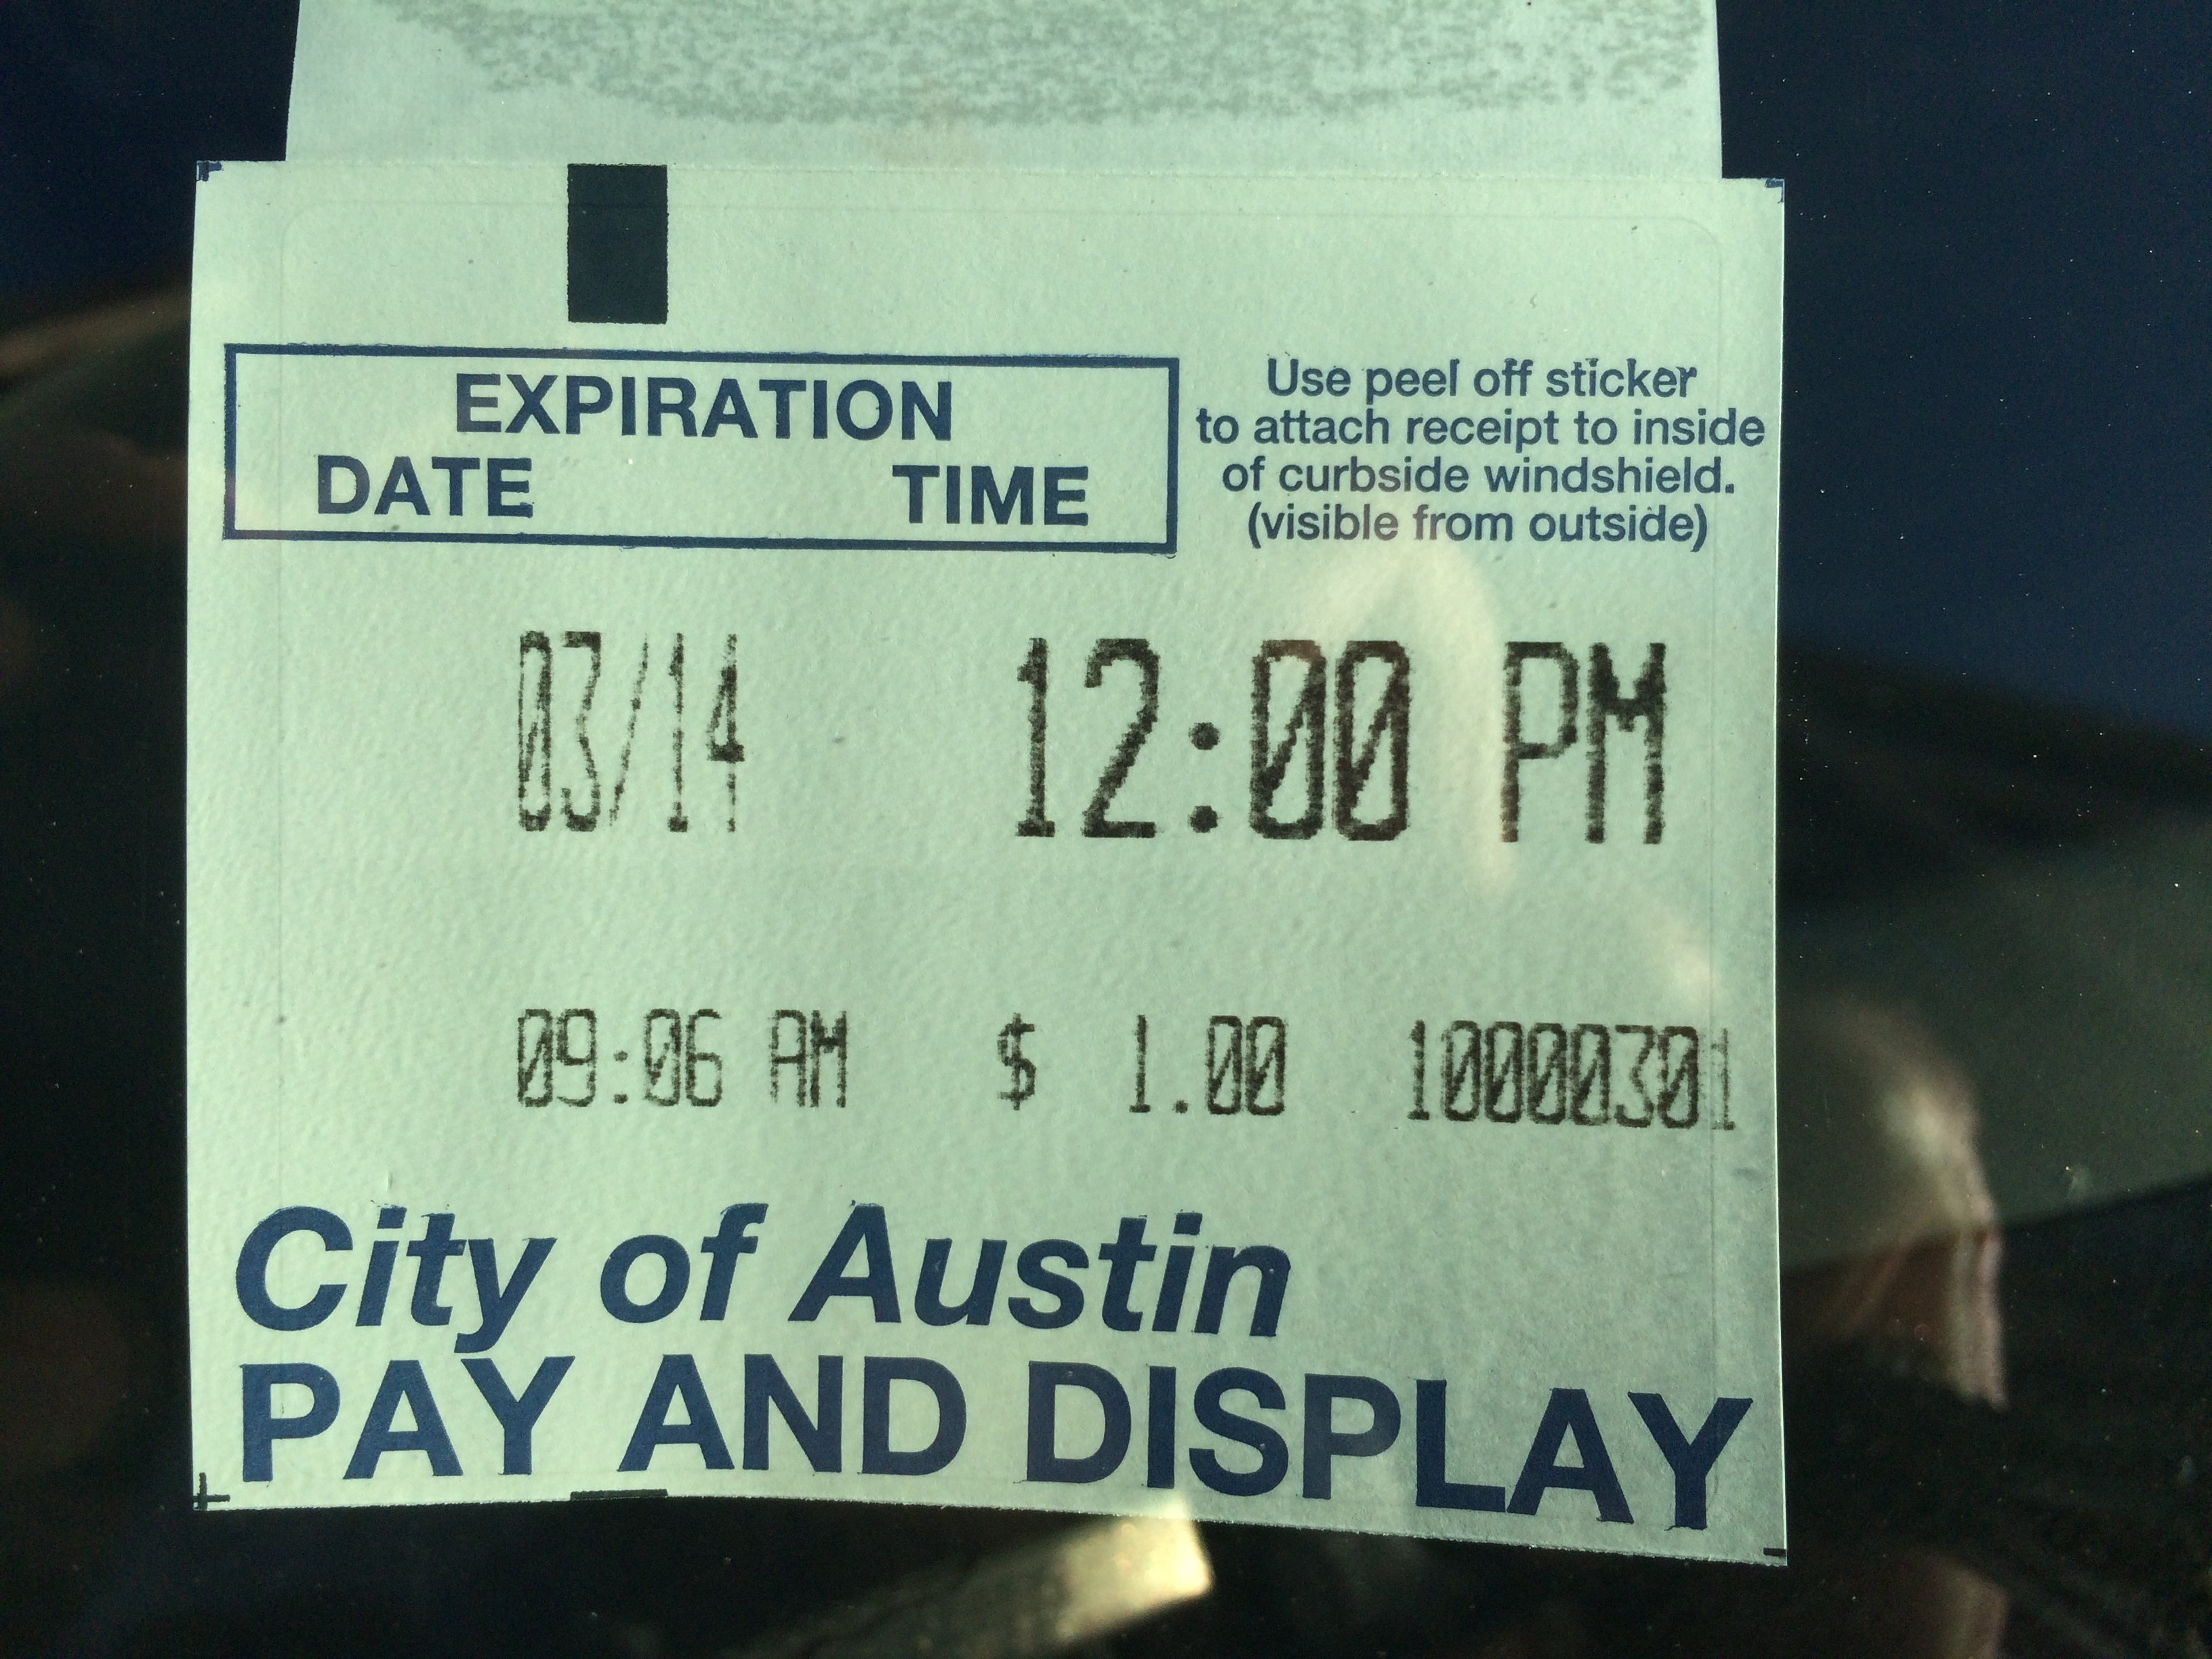 EXPIRATION
DATE TIME
Use peel off sticker
to attach receipt to inside
of curbside windshield.
(visible from outside)
03/14 12:00 PM
09:06 AM $ 1.00 10000301
City of Austin
PAY AND DISPLAY